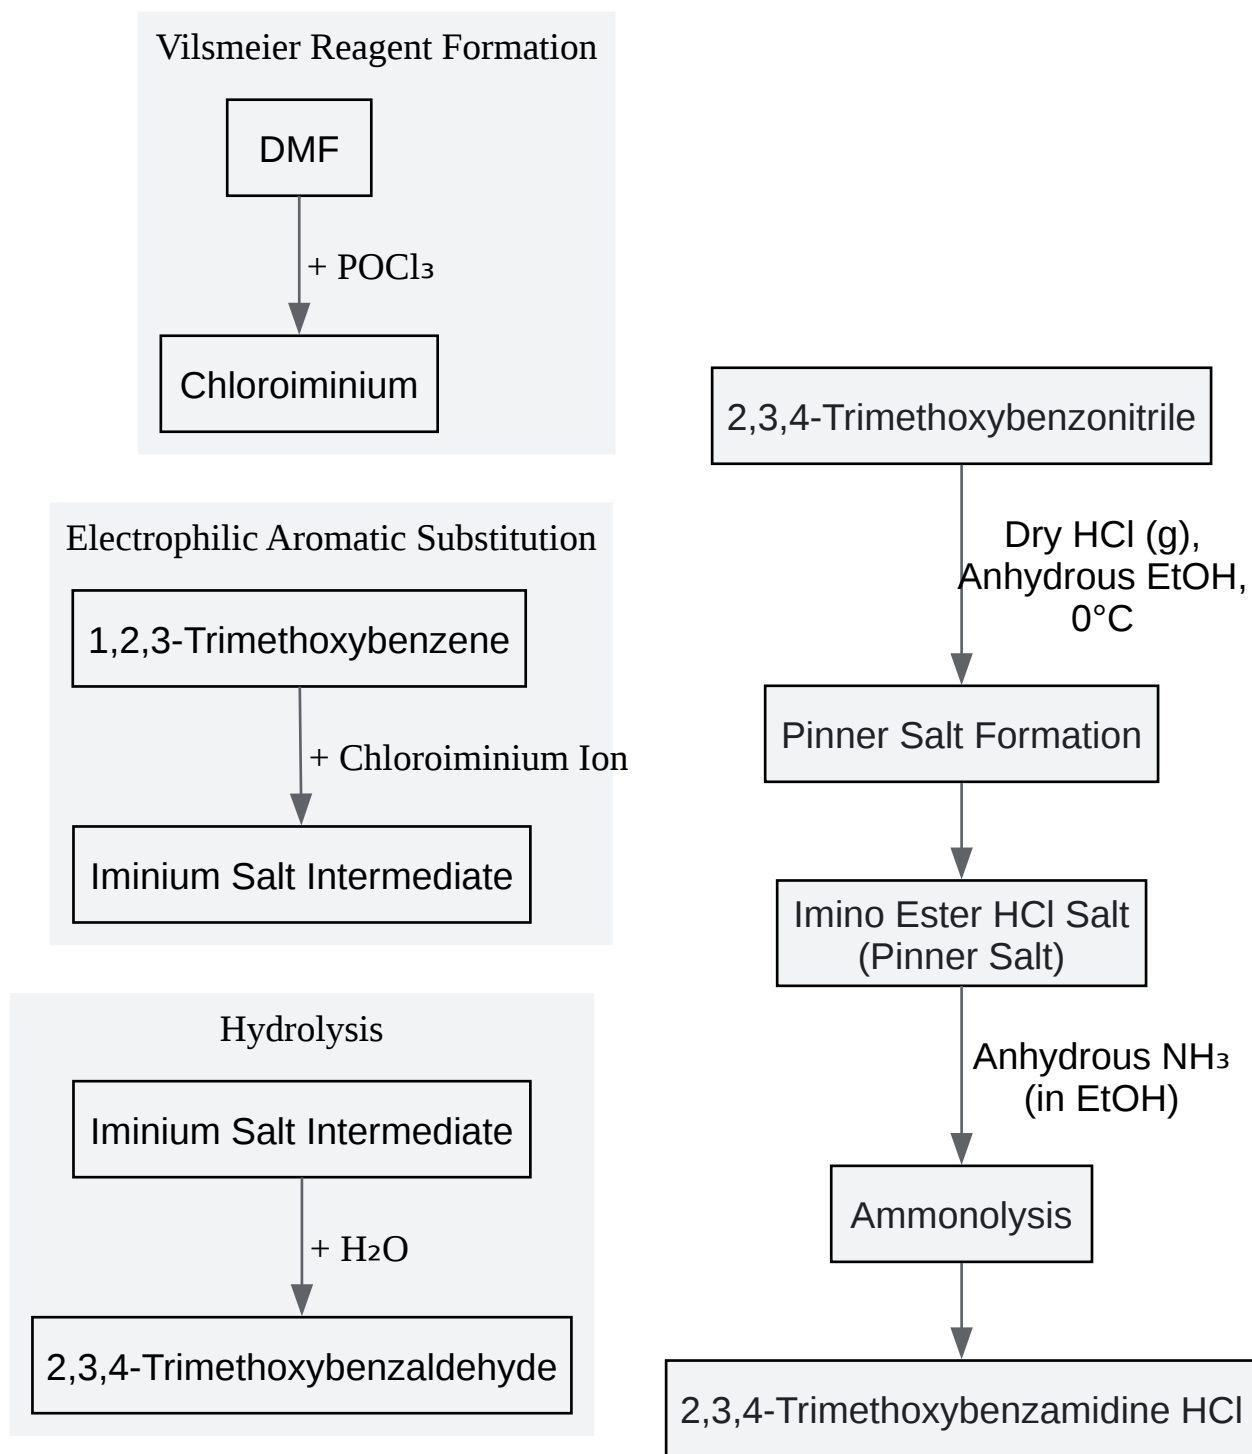 Vilsmeier Reagent Formation
DMF
+ POCl₃
Chloroiminium
Electrophilic Aromatic Substitution
1,2,3-Trimethoxybenzene
+ Chloroiminium Ion
Iminium Salt Intermediate
Hydrolysis
Iminium Salt Intermediate
+ H₂O
2,3,4-Trimethoxybenzaldehyde
2,3,4-Trimethoxybenzonitrile
Dry HCl (g),
Anhydrous EtOH,
0°C
Pinner Salt Formation
Imino Ester HCl Salt
(Pinner Salt)
Anhydrous NH₃
(in EtOH)
Ammonolysis
2,3,4-Trimethoxybenzamidine HCl